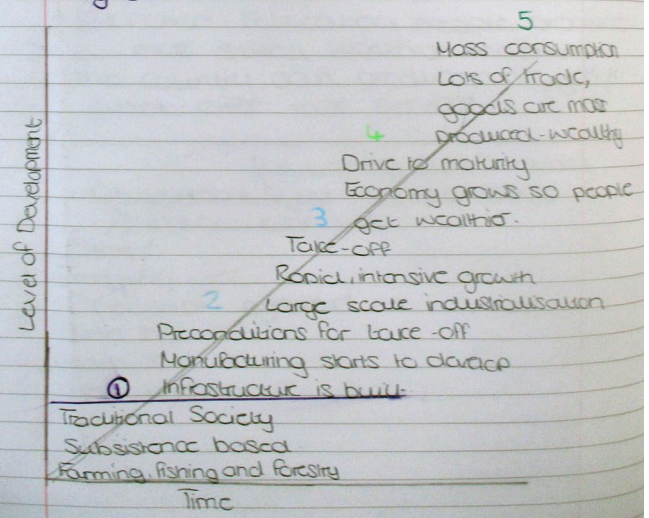 5
Mass consumption
Lots of trade,
goods are mass
produced - wealthy
4
Drive to maturity
Economy grows so people
get wealthier.
3
Take-off
Rapid, intensive growth
2
Large scale industrialisation
Preconditions for take-off
Manufacturing starts to develop
1 Infrastructure is built.
Traditional Society
Subsistence based
Farming, fishing and forestry
Time
Level of Development